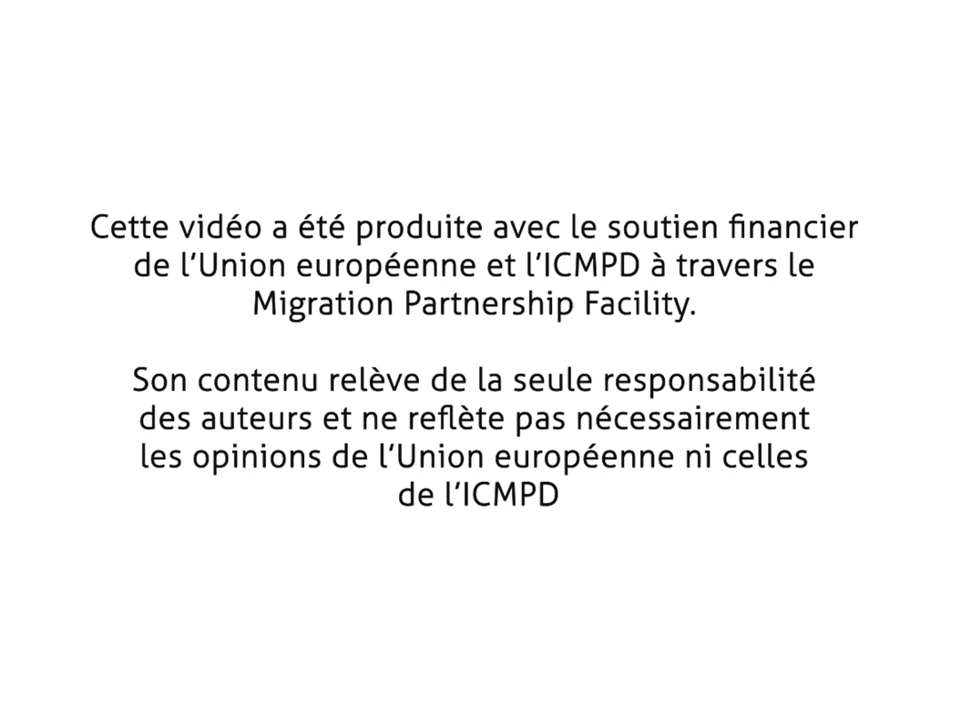 Cette vidéo a été produite avec le soutien financier
de l’Union européenne et l’ICMPD à travers le
Migration Partnership Facility.
Son contenu relève de la seule responsabilité
des auteurs et ne reflète pas nécessairement
les opinions de l’Union européenne ni celles
de l’ICMPD